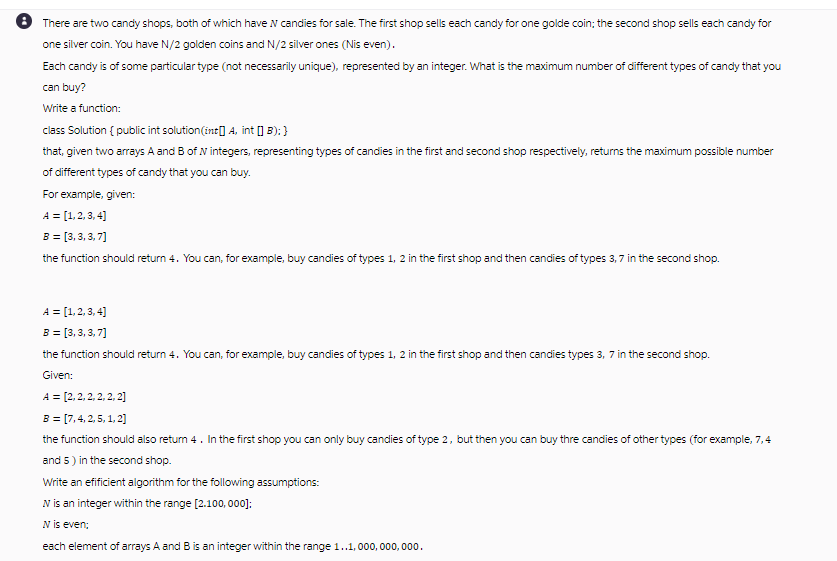 There are two candy shops, both of which have N candies for sale. The first shop sells each candy for one golde coin; the second shop sells each candy for
one silver coin. You have N/2 golden coins and N/2 silver ones (Nis even).
Each candy is of some particular type (not necessarily unique), represented by an integer. What is the maximum number of different types of candy that you
can buy?
Write a function:
class Solution { public int solution(int[] A, int [] B); }
that, given two arrays A and B of N integers, representing types of candies in the first and second shop respectively, returns the maximum possible number
of different types of candy that you can buy.
For example, given:
A = [1, 2, 3, 4]
B = [3, 3, 3, 7]
the function should return 4. You can, for example, buy candies of types 1, 2 in the first shop and then candies of types 3, 7 in the second shop.
A = [1, 2, 3, 4]
B = [3, 3, 3, 7]
the function should return 4. You can, for example, buy candies of types 1, 2 in the first shop and then candies types 3, 7 in the second shop.
Given:
A = [2, 2, 2, 2, 2, 2]
B = [7, 4, 2, 5, 1, 2]
the function should also return 4 . In the first shop you can only buy candies of type 2 , but then you can buy thre candies of other types (for example, 7, 4
and 5 ) in the second shop.
Write an efificient algorithm for the following assumptions:
N is an integer within the range [2.100, 000];
N is even;
each element of arrays A and B is an integer within the range 1..1, 000, 000, 000.